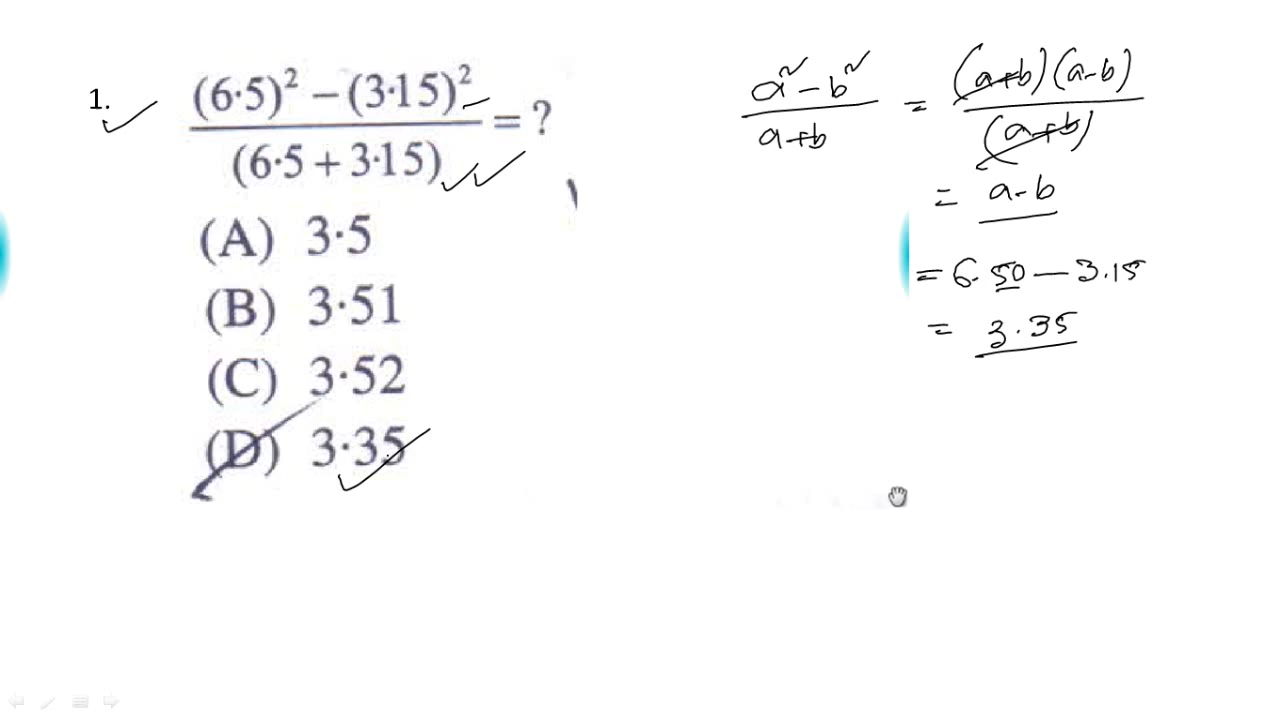 1.
(6·5)² – (3·15)²
———————— = ?
(6·5 + 3·15)
(A) 3·5
(B) 3·51
(C) 3·52
(D) 3·35
a² – b² / a+b = (a+b)(a-b) / (a+b)
= a-b
= 6.50 — 3.15
= 3.35